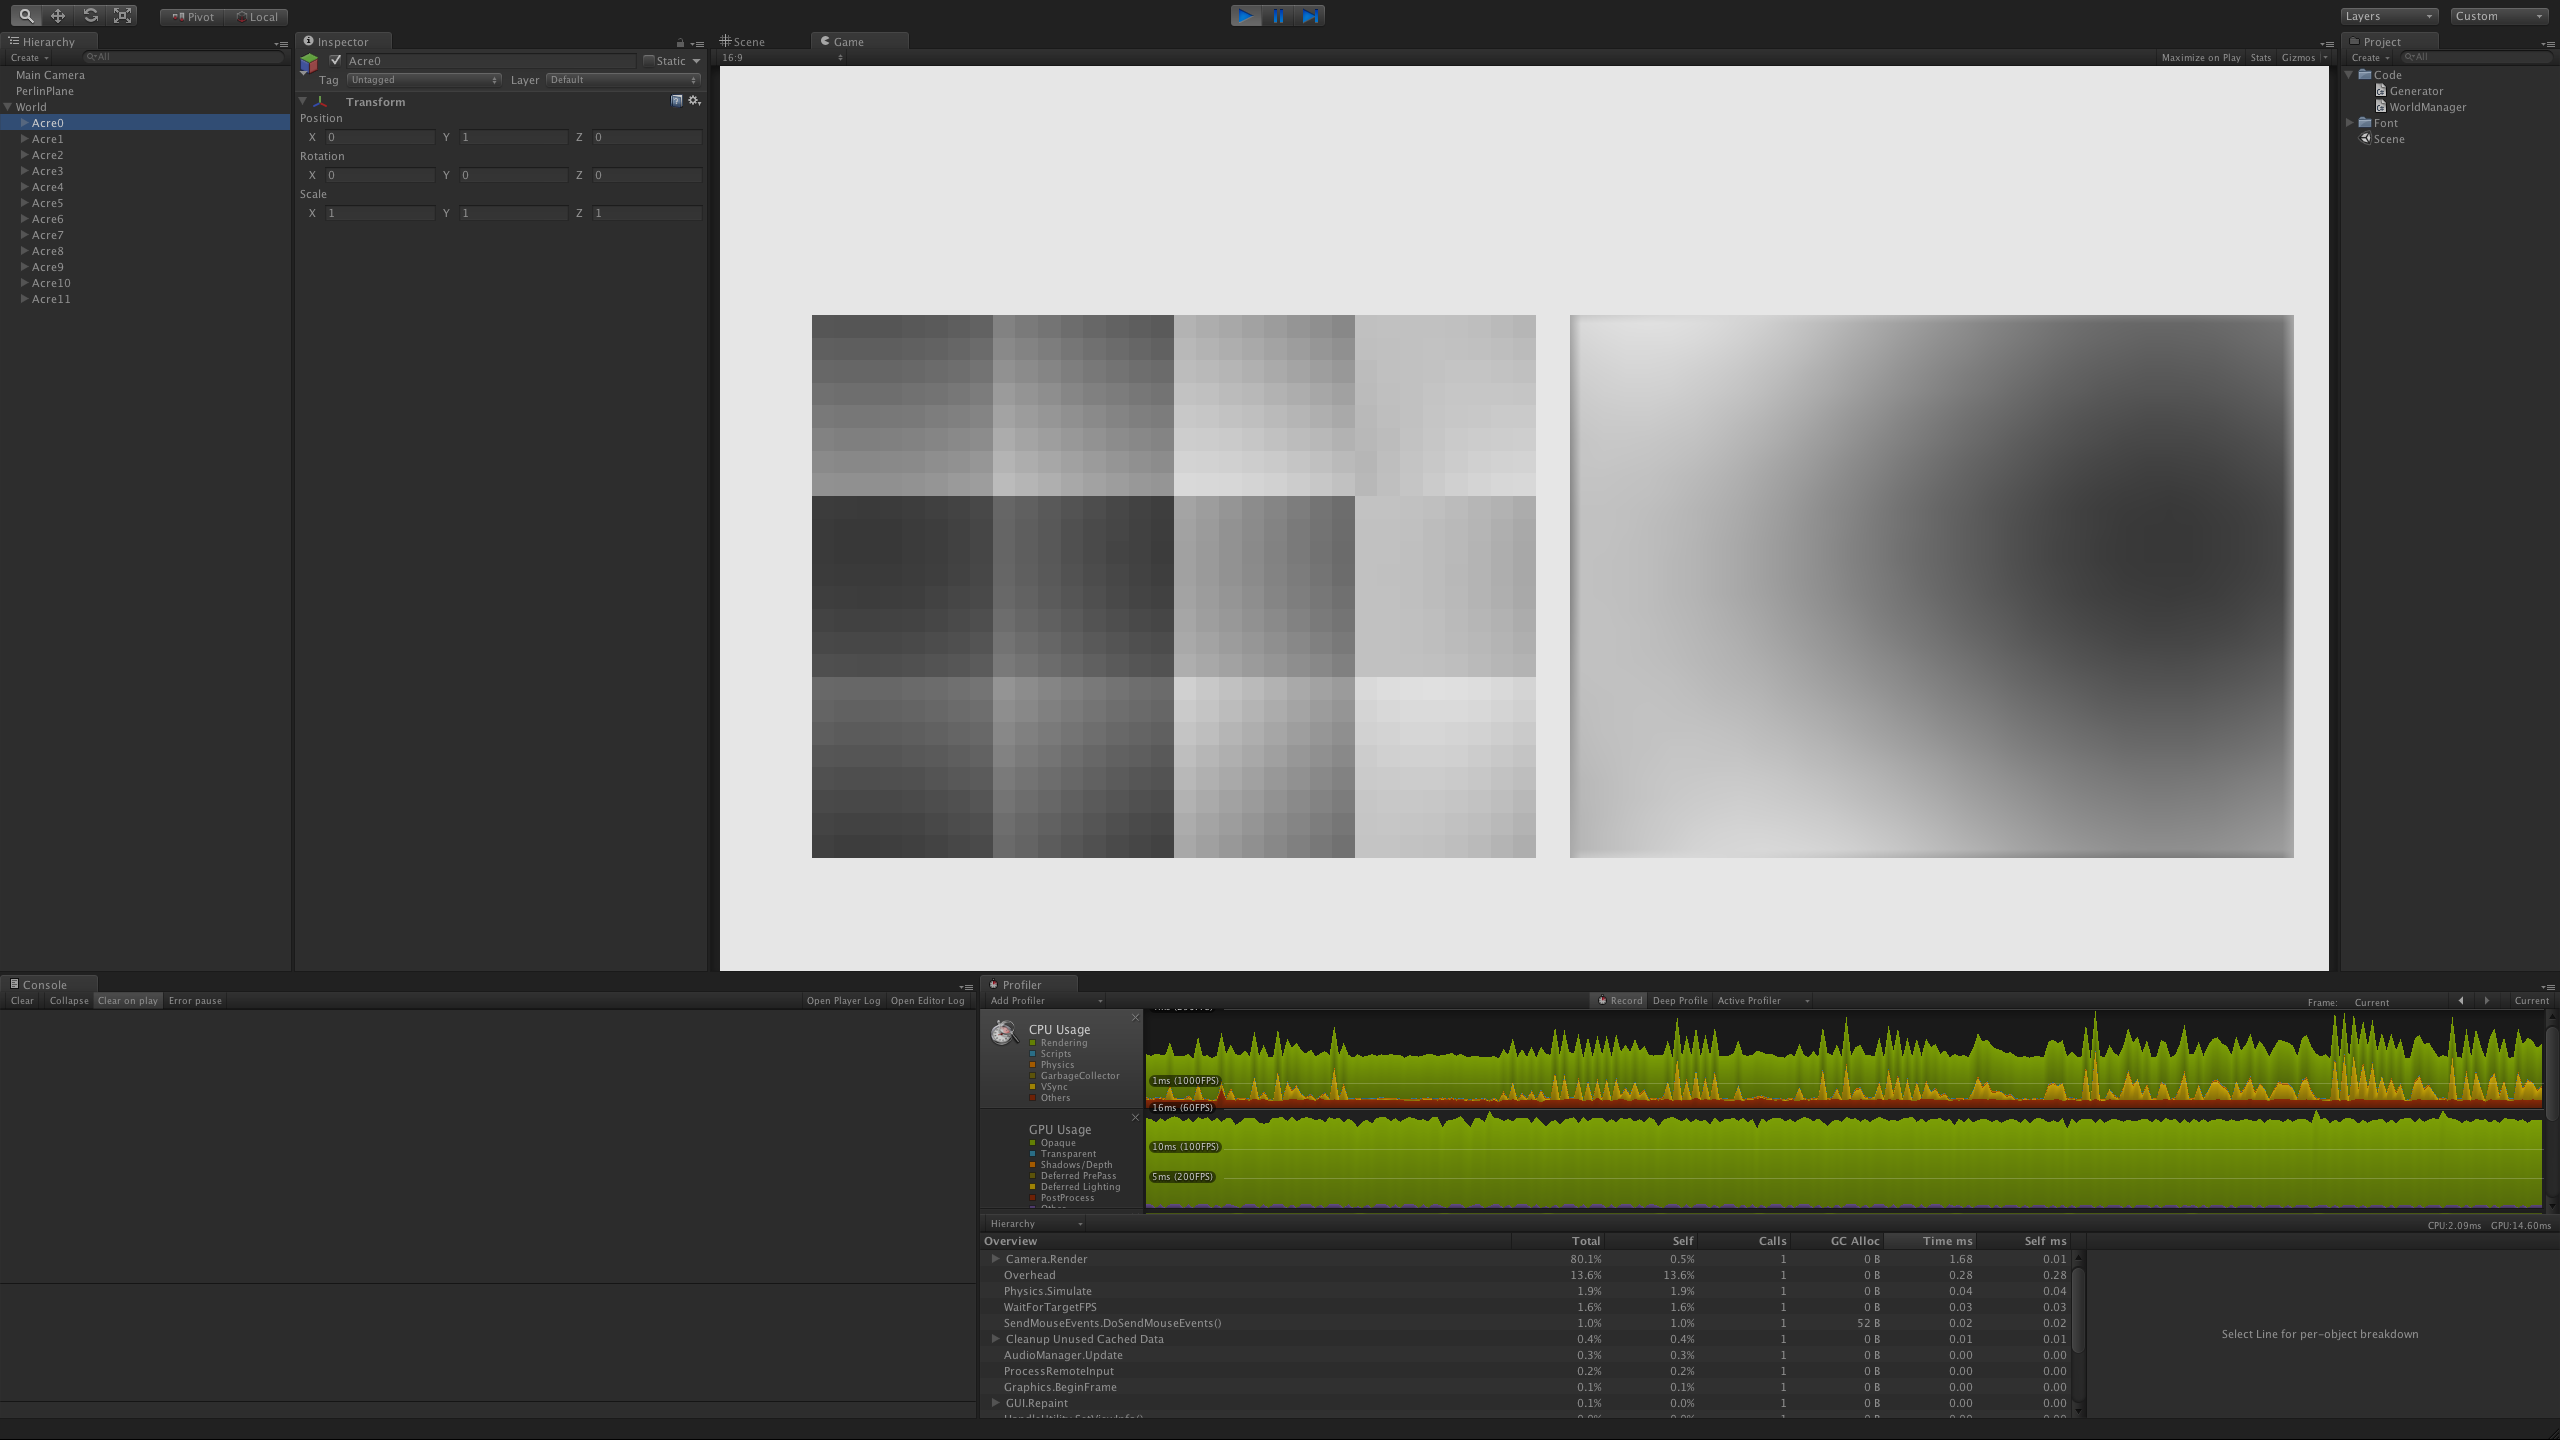 Pivot Local Layers Custom
Hierarchy
Create All
Main Camera
PerlinPlane
World
Acre0
Acre1
Acre2
Acre3
Acre4
Acre5
Acre6
Acre7
Acre8
Acre9
Acre10
Acre11
Inspector
Acre0 Static
Tag Untagged Layer Default
Transform
Position
X 0 Y 1 Z 0
Rotation
X 0 Y 0 Z 0
Scale
X 1 Y 1 Z 1
Scene Game
16:9 Maximize on Play Stats Gizmos
Project
Create All
Code
Generator
WorldManager
Font
Scene
Console
Clear Collapse Clear on play Error pause Open Player Log Open Editor Log
Profiler
Add Profiler Record Deep Profile Active Profiler Frame: Current Current
CPU Usage
Rendering
Scripts
Physics
GarbageCollector
VSync
Others
1ms (1000FPS)
16ms (60FPS)
GPU Usage
Opaque
Transparent
Shadows/Depth
Deferred PrePass
Deferred Lighting
PostProcess
10ms (100FPS)
5ms (200FPS)
Hierarchy CPU:2.09ms GPU:14.60ms
Overview Total Self Calls GC Alloc Time ms Self ms
Camera.Render 80.1% 0.5% 1 0 B 1.68 0.01
Overhead 13.6% 13.6% 1 0 B 0.28 0.28
Physics.Simulate 1.9% 1.9% 1 0 B 0.04 0.04
WaitForTargetFPS 1.6% 1.6% 1 0 B 0.03 0.03
SendMouseEvents.DoSendMouseEvents() 1.0% 1.0% 1 52 B 0.02 0.02
Cleanup Unused Cached Data 0.4% 0.4% 1 0 B 0.01 0.01
AudioManager.Update 0.3% 0.3% 1 0 B 0.00 0.00
ProcessRemoteInput 0.2% 0.2% 1 0 B 0.00 0.00
Graphics.BeginFrame 0.1% 0.1% 1 0 B 0.00 0.00
GUI.Repaint 0.1% 0.0% 1 0 B 0.00 0.00
Select Line for per-object breakdown